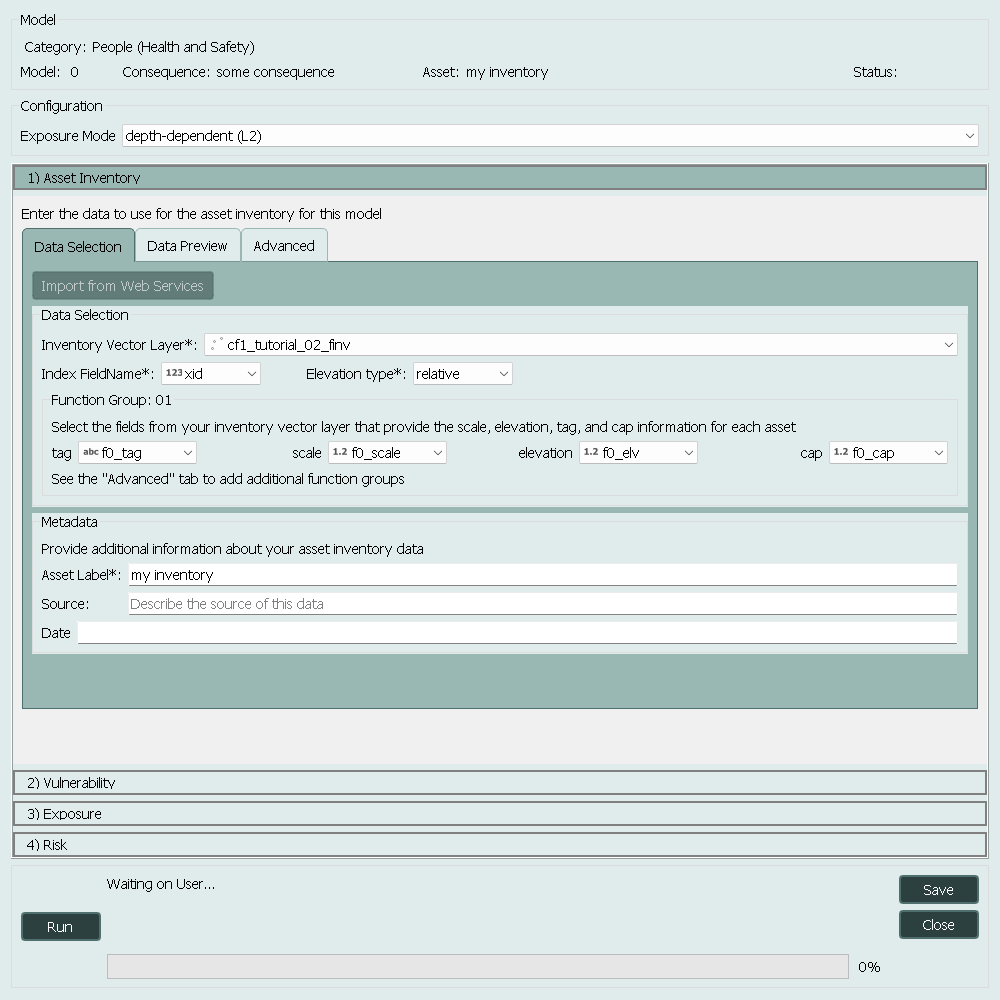 Model
Category: People (Health and Safety)
Model: 0 Consequence: some consequence Asset: my inventory Status:
Configuration
Exposure Mode depth-dependent (L2)
1) Asset Inventory
Enter the data to use for the asset inventory for this model
Data Selection Data Preview Advanced
Import from Web Services
Data Selection
Inventory Vector Layer*: cf1_tutorial_02_finv
Index FieldName*: 123 xid Elevation type*: relative
Function Group: 01
Select the fields from your inventory vector layer that provide the scale, elevation, tag, and cap information for each asset
tag abc f0_tag scale 1.2 f0_scale elevation 1.2 f0_elv cap 1.2 f0_cap
See the "Advanced" tab to add additional function groups
Metadata
Provide additional information about your asset inventory data
Asset Label*: my inventory
Source: Describe the source of this data
Date
2) Vulnerability
3) Exposure
4) Risk
Waiting on User...
Save
Run
Close
0%